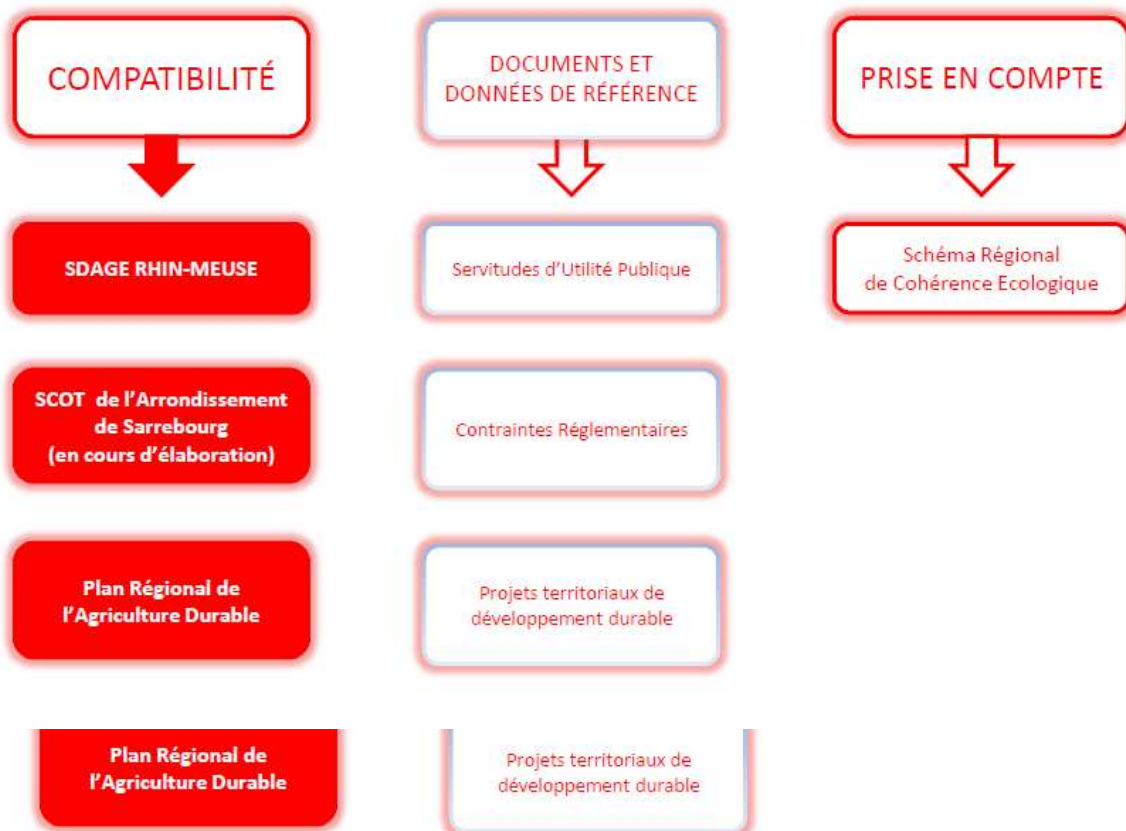 COMPATIBILITÉ
DOCUMENTS ET
DONNÉES DE RÉFÉRENCE
PRISE EN COMPTE
SDAGE RHIN-MEUSE
Servitudes d'Utilité Publique
Schéma Régional
de Cohérence Ecologique
SCOT de l'Arrondissement
de Sarrebourg
(en cours d'élaboration)
Contraintes Réglementaires
Plan Régional de
l'Agriculture Durable
Projets territoriaux de
développement durable
Plan Régional de
l'Agriculture Durable
Projets territoriaux de
développement durable